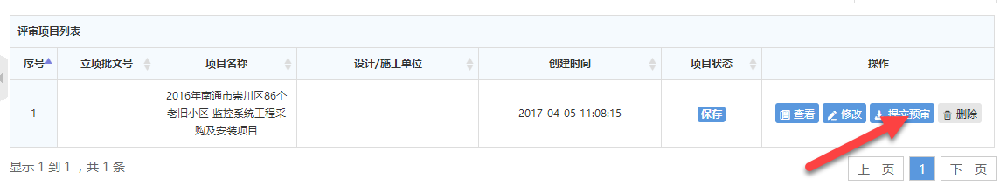 评审项目列表
序号 立项批文号 项目名称 设计/施工单位 创建时间 项目状态 操作
1 2016年南通市崇川区86个老旧小区 监控系统工程采购及安装项目 2017-04-05 11:08:15 保存 查看 修改 提交预审 删除
显示 1 到 1 ，共 1 条 上一页 1 下一页